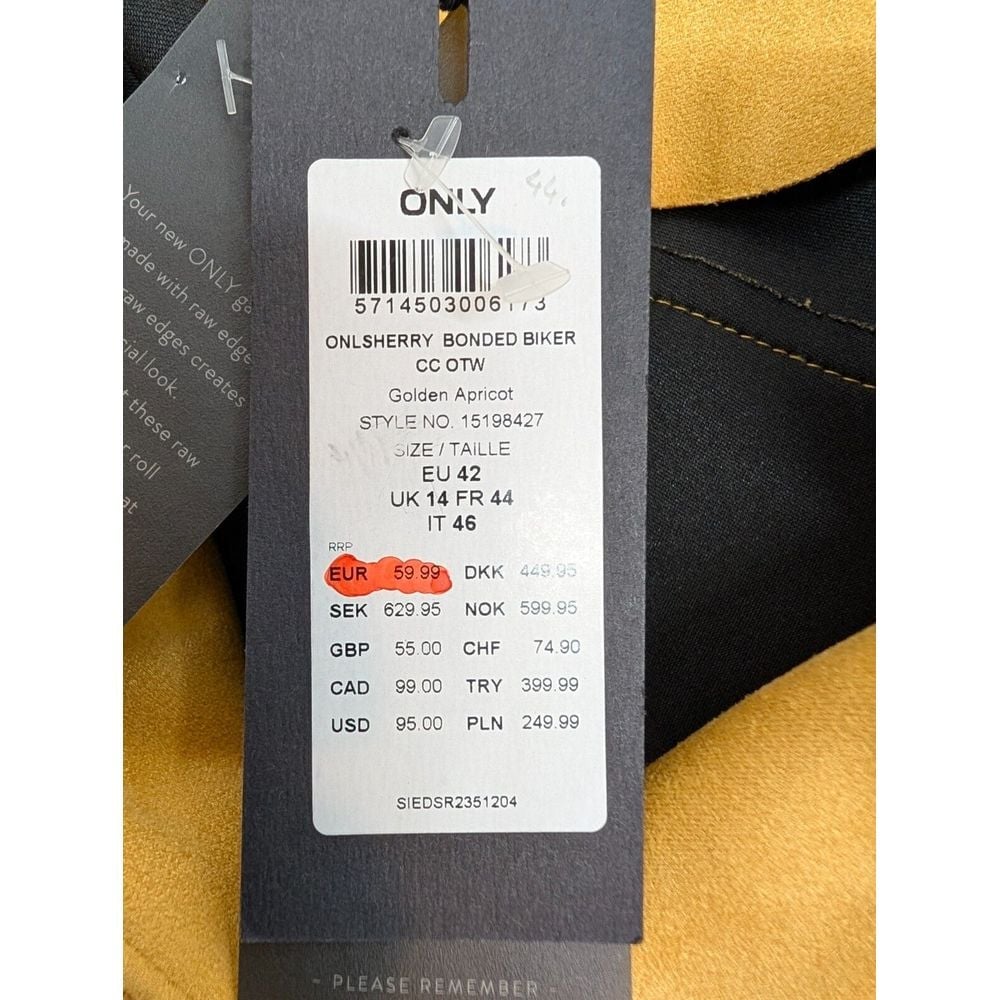 ONLY
44.
5714503006173
ONLSHERRY BONDED BIKER
CC OTW
Golden Apricot
STYLE NO. 15198427
SIZE / TAILLE
EU 42
UK 14 FR 44
IT 46
RRP
EUR 59.99 DKK 449.95
SEK 629.95 NOK 599.95
GBP 55.00 CHF 74.90
CAD 99.00 TRY 399.99
USD 95.00 PLN 249.99
SIEDSR2351204
- PLEASE REMEMBER -
Your new ONLY
made with raw edge
raw edges creates
look.
these raw
roll